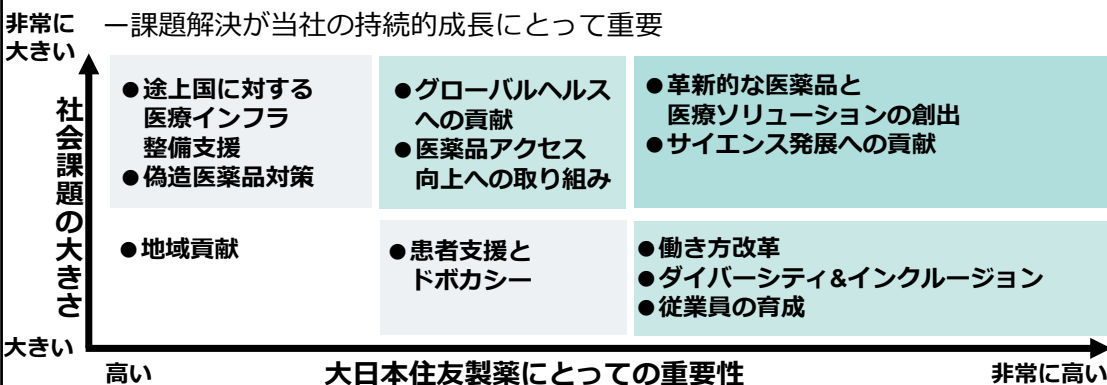 ー課題解決が当社の持続的成長にとって重要
非常に
大きい
社会課題の大きさ
●途上国に対する
医療インフラ
整備支援
●偽造医薬品対策
●グローバルヘルス
への貢献
●医薬品アクセス
向上への取り組み
●革新的な医薬品と
医療ソリューションの創出
●サイエンス発展への貢献
●地域貢献
●患者支援と
ドボカシー
●働き方改革
●ダイバーシティ&インクルージョン
●従業員の育成
大きい
高い
大日本住友製薬にとっての重要性
非常に高い